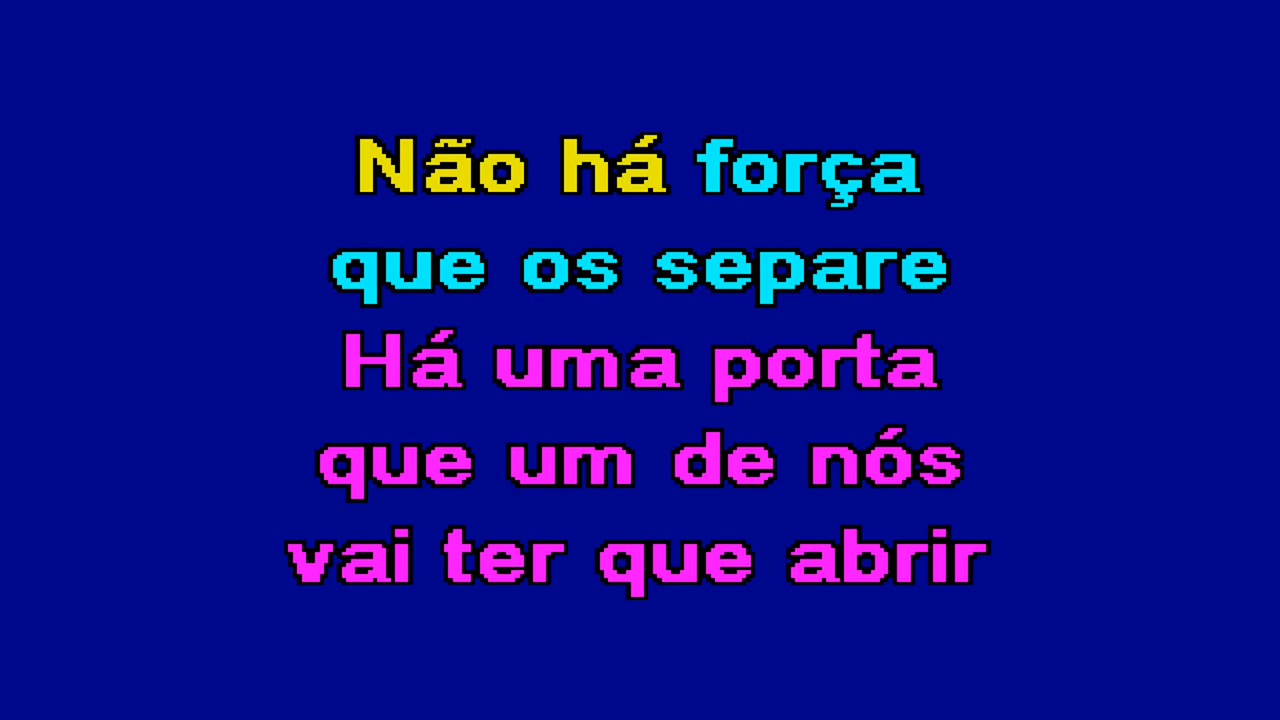 Não há força
que os separe
Há uma porta
que um de nós
vai ter que abrir